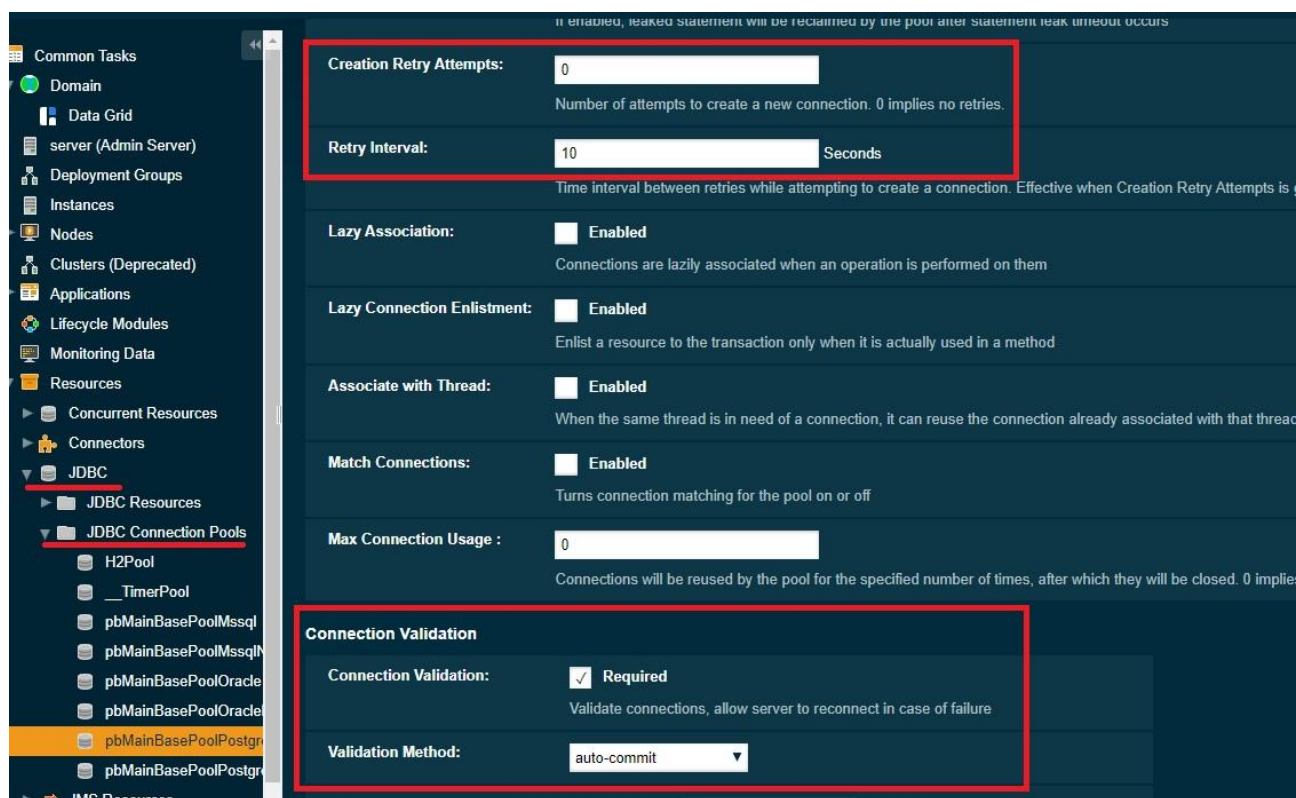 If enabled, leaked statement will be reclaimed by the pool after statement leak timeout occurs
Common Tasks
Domain
Data Grid
server (Admin Server)
Deployment Groups
Instances
Nodes
Clusters (Deprecated)
Applications
Lifecycle Modules
Monitoring Data
Resources
Concurrent Resources
Connectors
JDBC
JDBC Resources
JDBC Connection Pools
H2Pool
__TimerPool
pbMainBasePoolMssql
pbMainBasePoolMssqlN
pbMainBasePoolOracle
pbMainBasePoolOracle
pbMainBasePoolPostgr
pbMainBasePoolPostgr
JMS Resources
Creation Retry Attempts:
0
Number of attempts to create a new connection. 0 implies no retries.
Retry Interval:
10 Seconds
Time interval between retries while attempting to create a connection. Effective when Creation Retry Attempts is
Lazy Association:
Enabled
Connections are lazily associated when an operation is performed on them
Lazy Connection Enlistment:
Enabled
Enlist a resource to the transaction only when it is actually used in a method
Associate with Thread:
Enabled
When the same thread is in need of a connection, it can reuse the connection already associated with that thread
Match Connections:
Enabled
Turns connection matching for the pool on or off
Max Connection Usage :
0
Connections will be reused by the pool for the specified number of times, after which they will be closed. 0 implies
Connection Validation
Connection Validation:
Required
Validate connections, allow server to reconnect in case of failure
Validation Method:
auto-commit